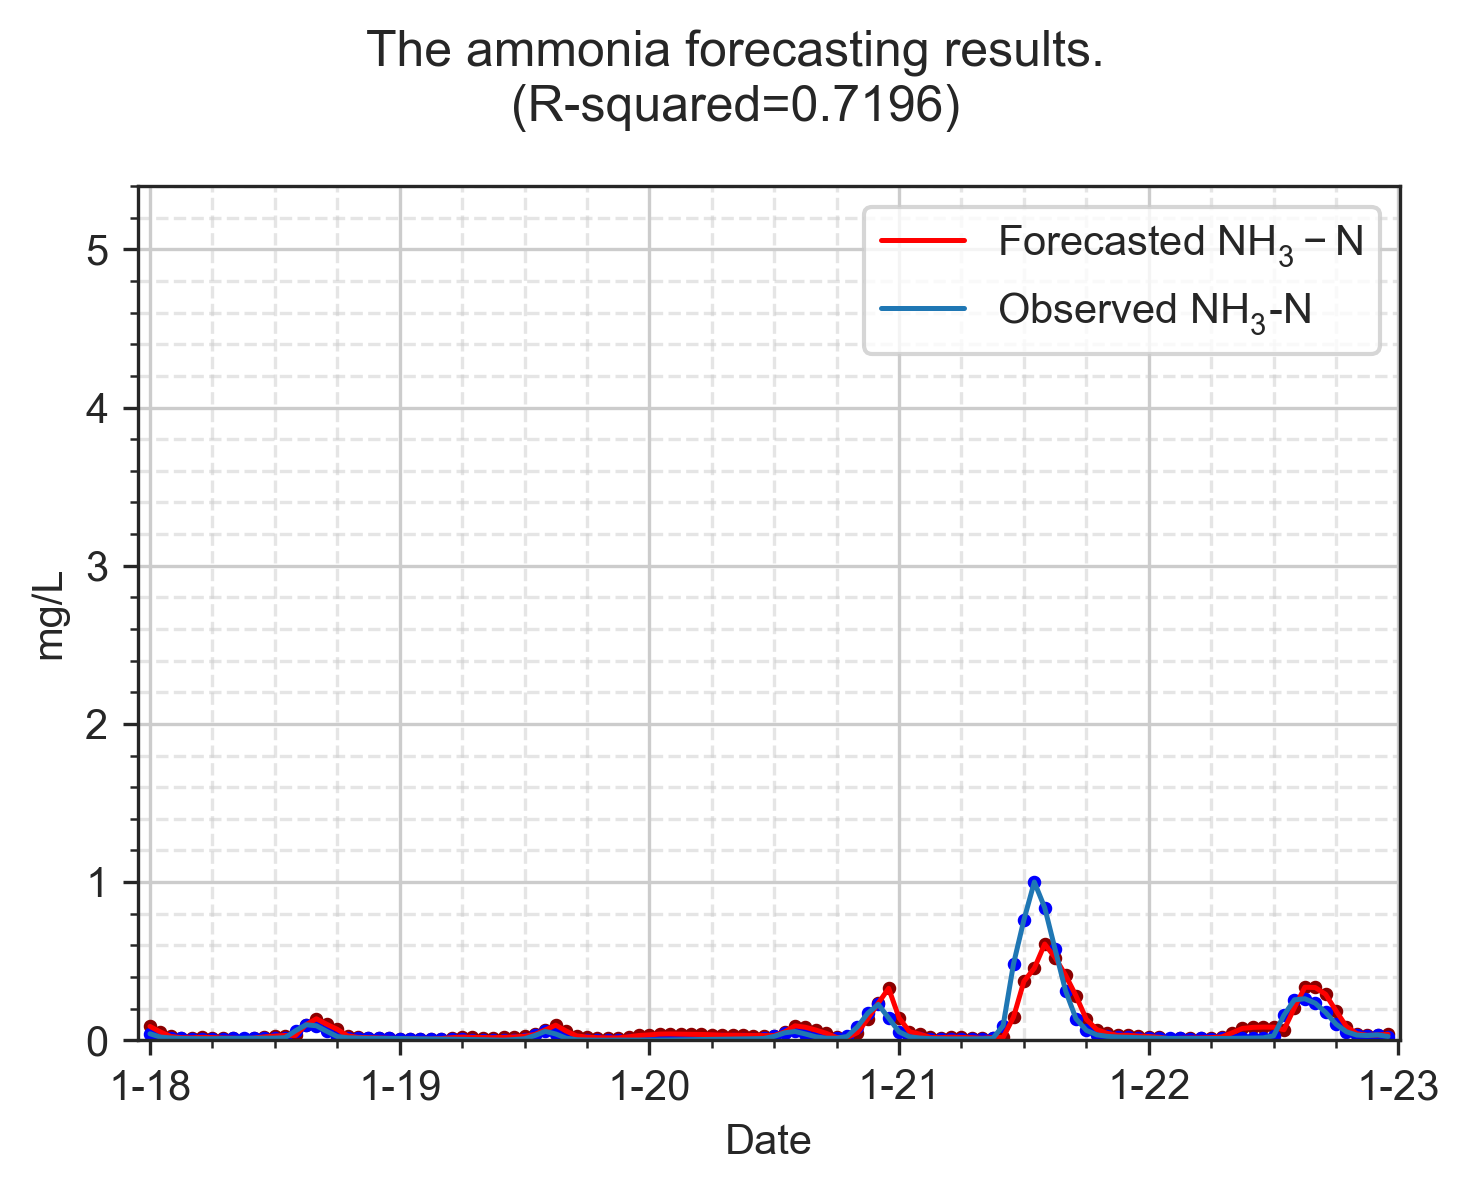 The ammonia forecasting results.
(R-squared=0.7196)
Forecasted NH₃ − N
Observed NH₃-N
5
4
3
2
1
0
mg/L
1-18 1-19 1-20 1-21 1-22 1-23
Date